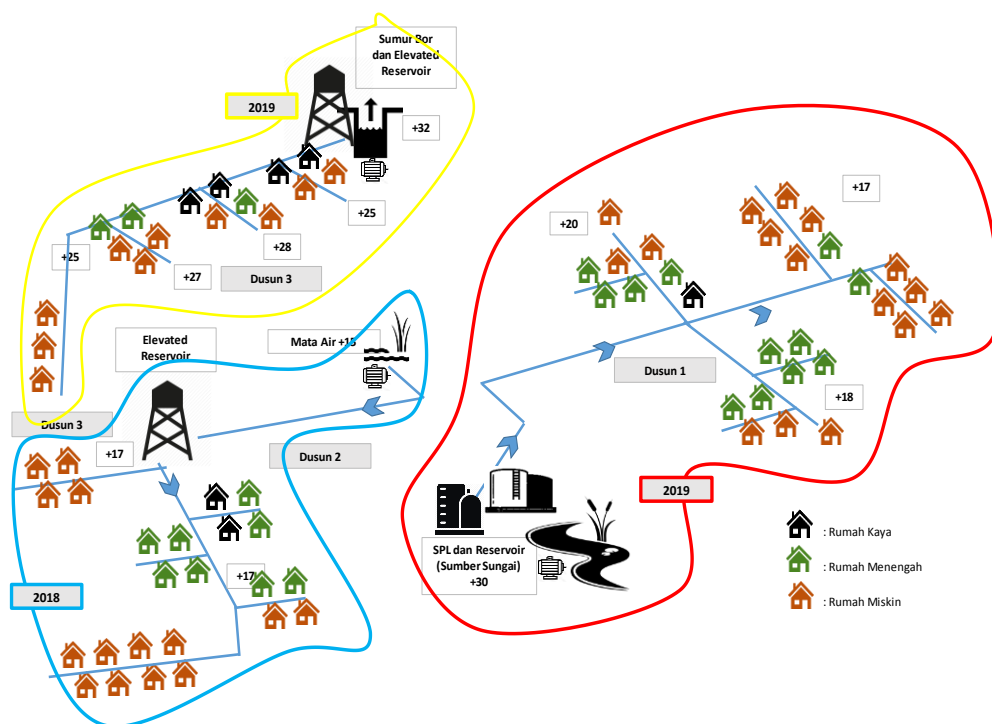 Sumur Bor
dan Elevated
Reservoir
2019
+32
+25
+28
+27
+25
Dusun 3
Elevated
Reservoir
Mata Air +15
Dusun 3
+17
Dusun 2
+17
2018
+20
+17
Dusun 1
+18
2019
SPL dan Reservoir
(Sumber Sungai)
+30
: Rumah Kaya
: Rumah Menengah
: Rumah Miskin